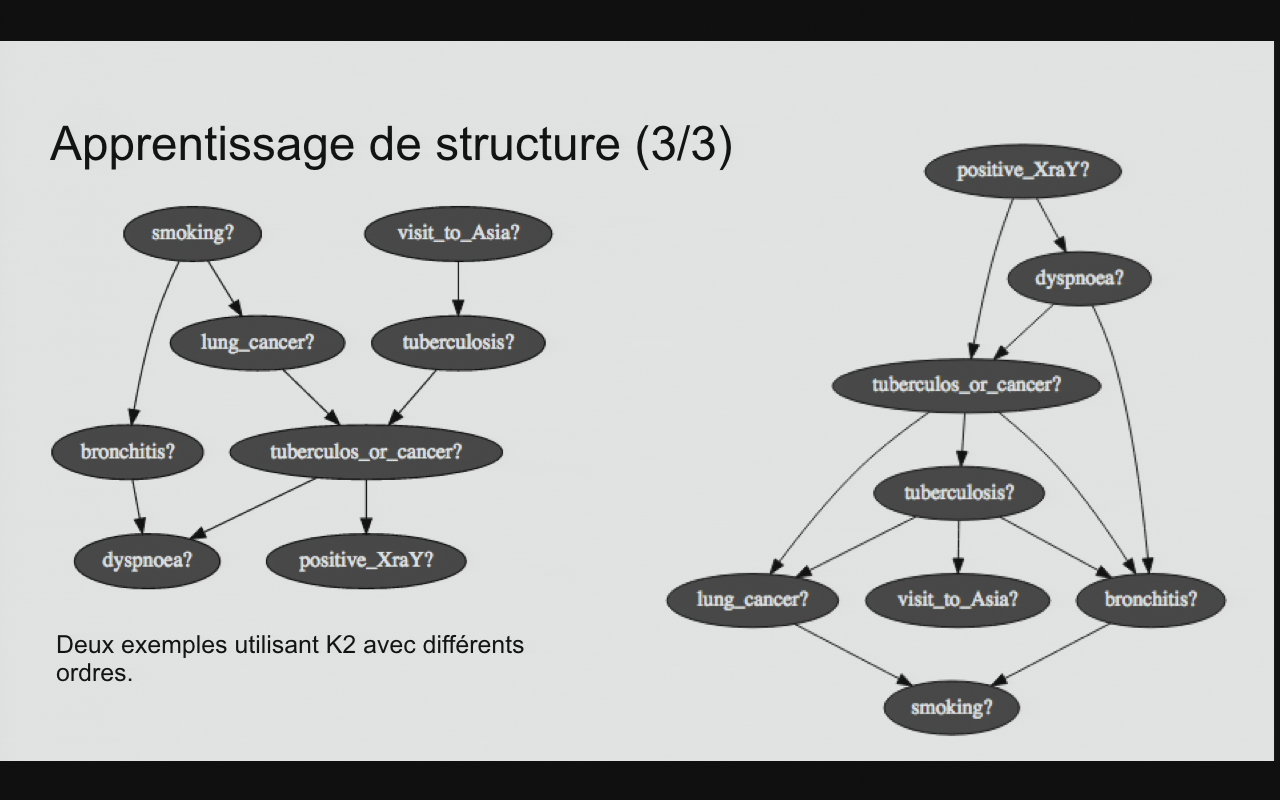 Apprentissage de structure (3/3)
smoking?
visit_to_Asia?
lung_cancer?
tuberculosis?
bronchitis?
tuberculos_or_cancer?
dyspnoea?
positive_XraY?
Deux exemples utilisant K2 avec différents
ordres.
positive_XraY?
dyspnoea?
tuberculos_or_cancer?
tuberculosis?
lung_cancer?
visit_to_Asia?
bronchitis?
smoking?